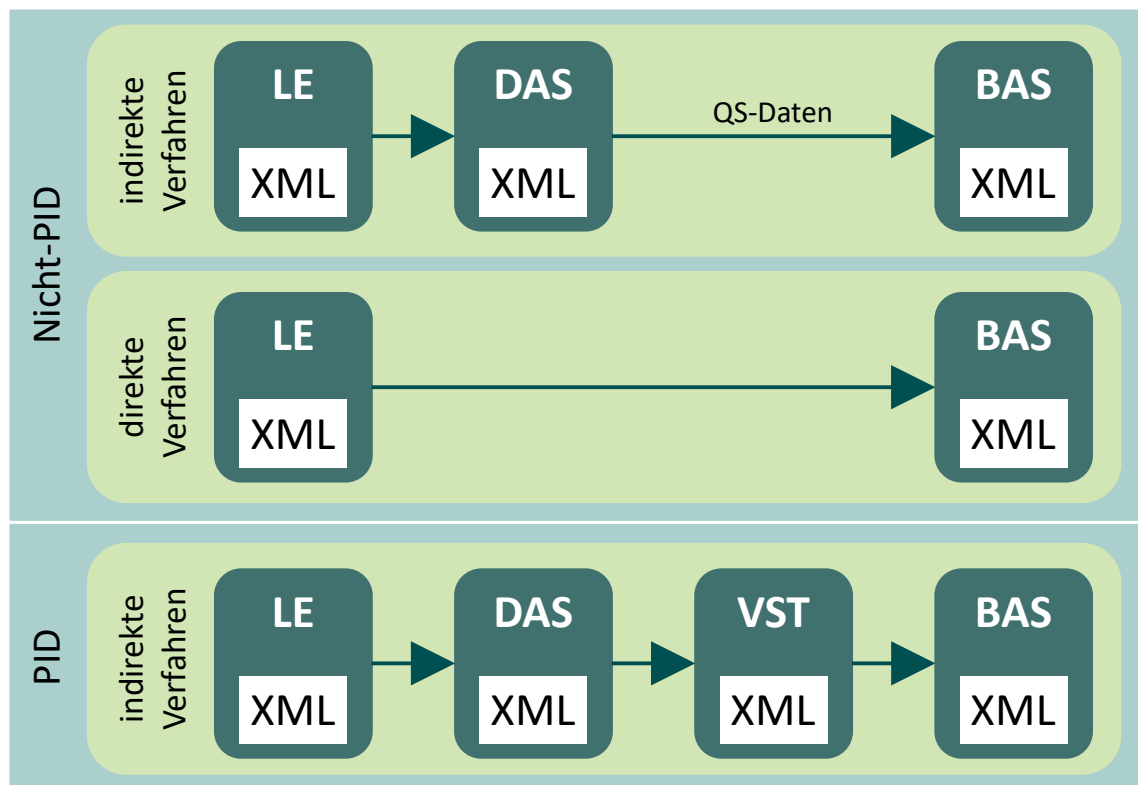 Nicht-PID
indirekte
Verfahren
LE
XML
DAS
XML
QS-Daten
BAS
XML
direkte
Verfahren
LE
XML
BAS
XML
PID
indirekte
Verfahren
LE
XML
DAS
XML
VST
XML
BAS
XML